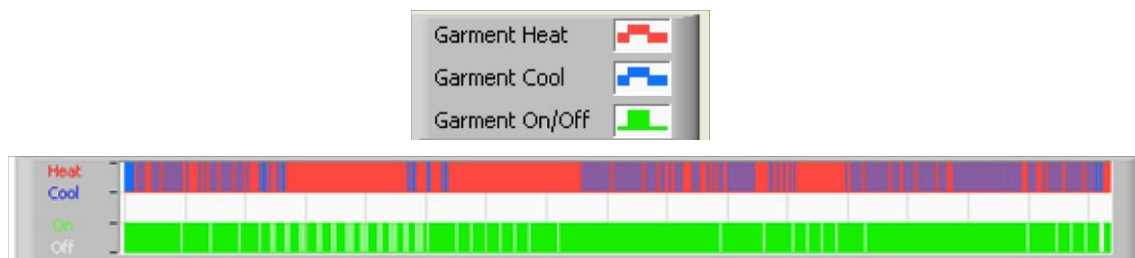 Garment Heat
Garment Cool
Garment On/Off
Heat
Cool
On
Off